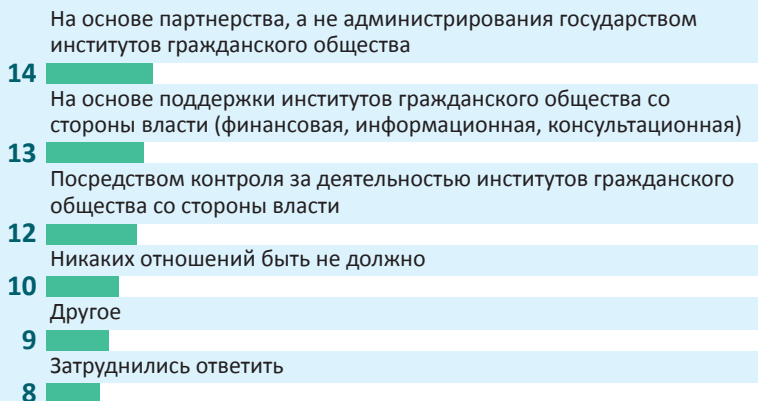 На основе партнерства, а не администрирования государством
институтов гражданского общества
14
На основе поддержки институтов гражданского общества со
стороны власти (финансовая, информационная, консультационная)
13
Посредством контроля за деятельностью институтов гражданского
общества со стороны власти
12
Никаких отношений быть не должно
10
Другое
9
Затруднились ответить
8